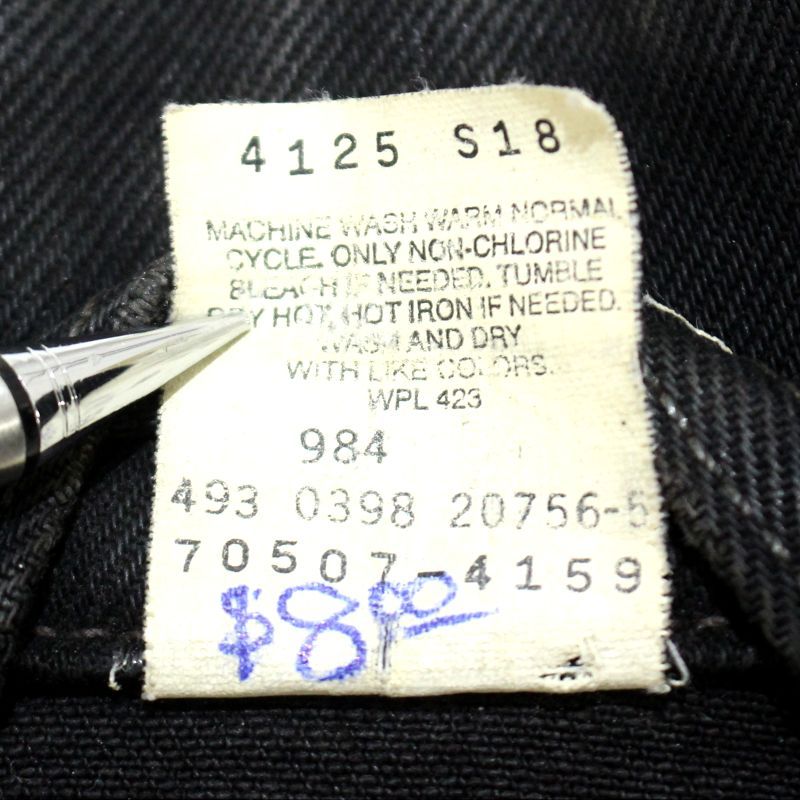 4125 S18
MACHINE WASH WARM NORMAL
CYCLE. ONLY NON-CHLORINE
BLEACH IF NEEDED. TUMBLE
DRY HOT, HOT IRON IF NEEDED.
WASH AND DRY
WITH LIKE COLORS.
WPL 423
984
493 0398 20756-5
70507-4159
$8.00